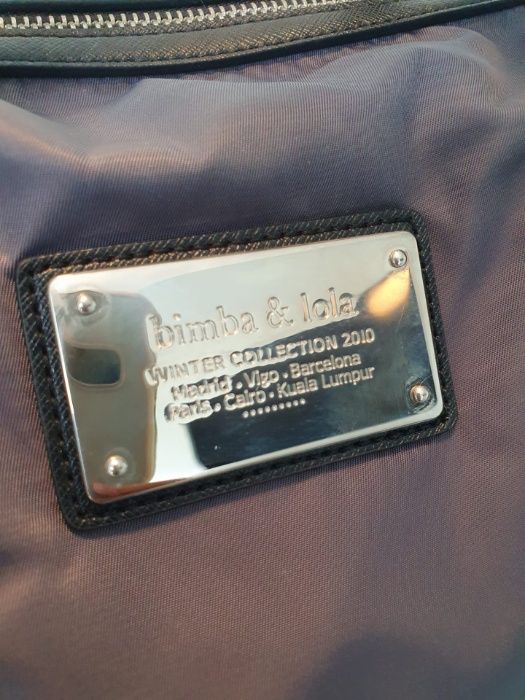 bimba & lola
WINTER COLLECTION 2010
Madrid • Vigo • Barcelona
Paris • Cairo • Kuala Lumpur
•••••••••